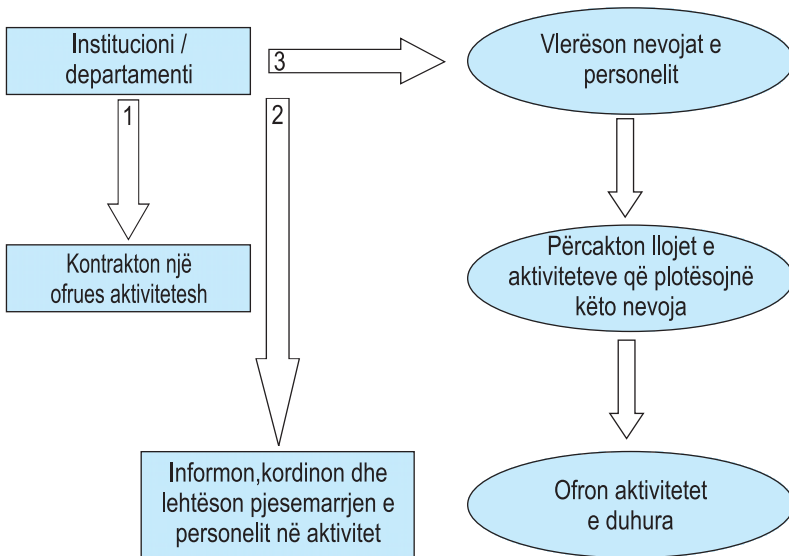 Institucioni /
departamenti
1
2
3
Vlerëson nevojat e
personelit
Kontrakton një
ofrues aktivitetesh
Përcakton llojet e
aktiviteteve që plotësojnë
këto nevoja
Informon,kordinon dhe
lehtëson pjesemarrjen e
personelit në aktivitet
Ofron aktivitetet
e duhura